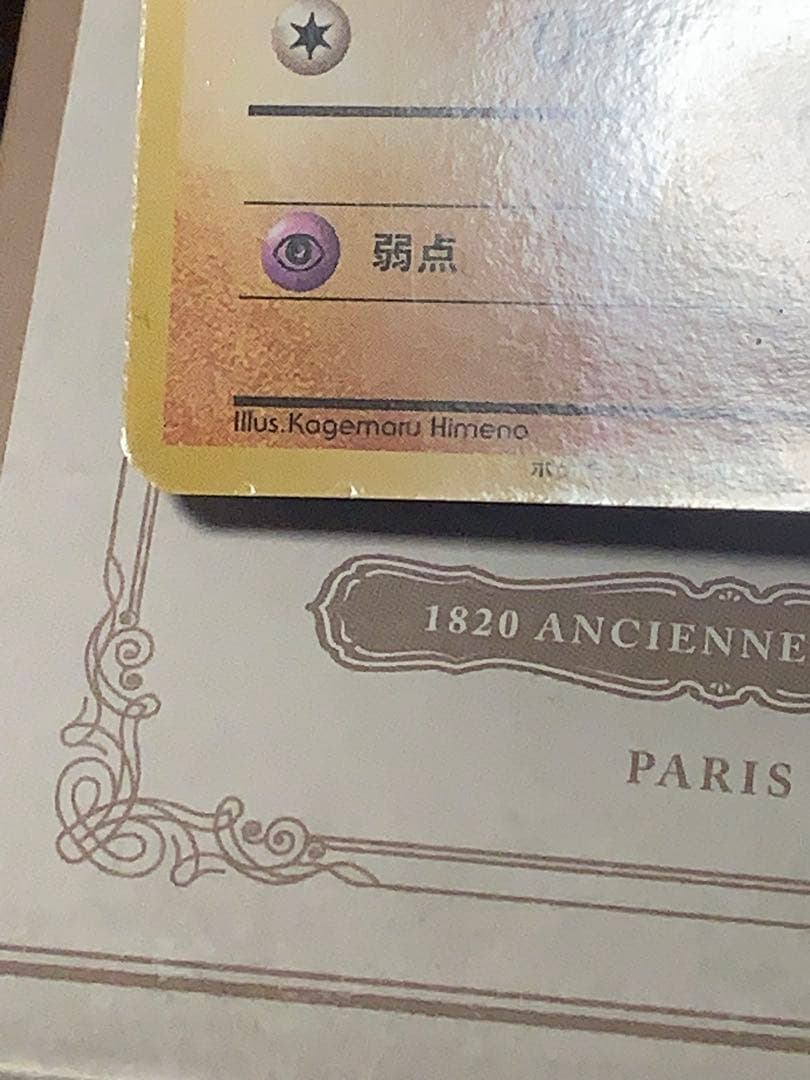 弱点
Illus.Kagemaru Himeno
1820 ANCIENNE
PARIS